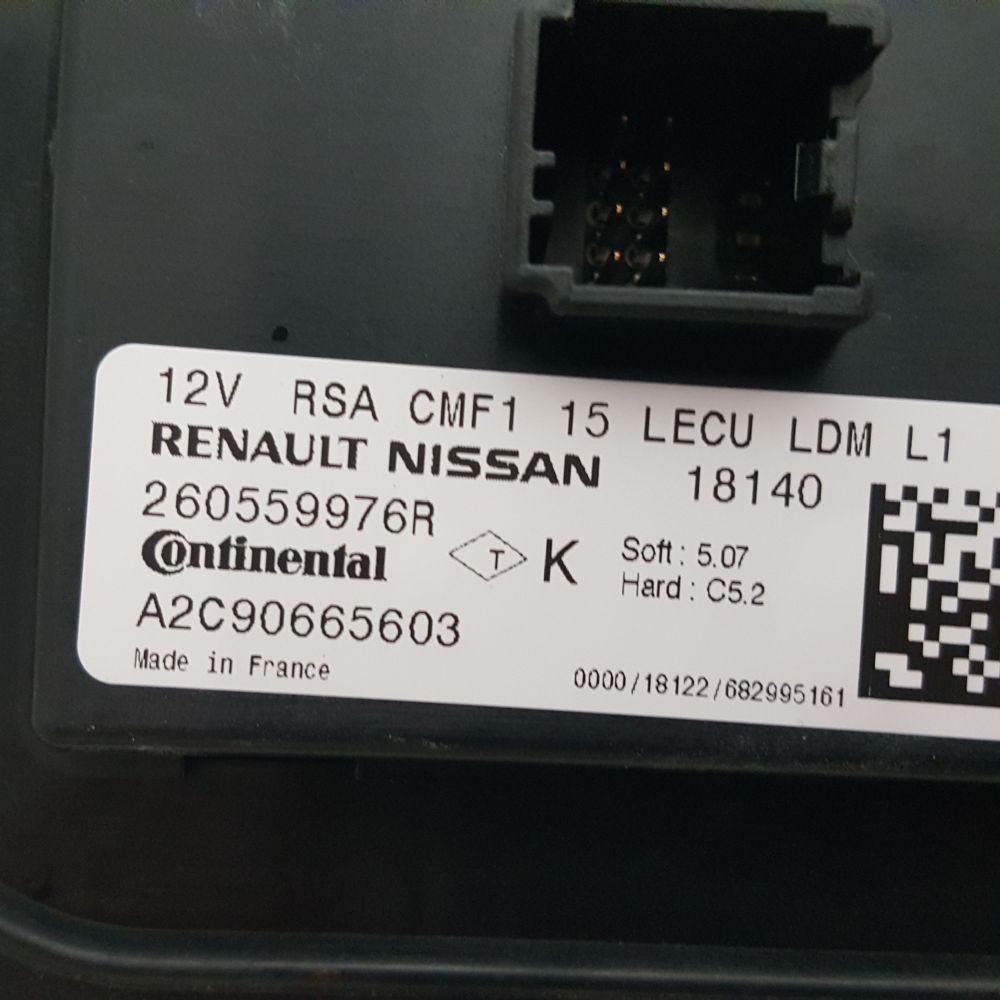 12V RSA CMF1 15 LECU LDM L1
RENAULT NISSAN 18140
260559976R
Continental T K Soft : 5.07
Hard : C5.2
A2C90665603
Made in France 0000/18122/682995161